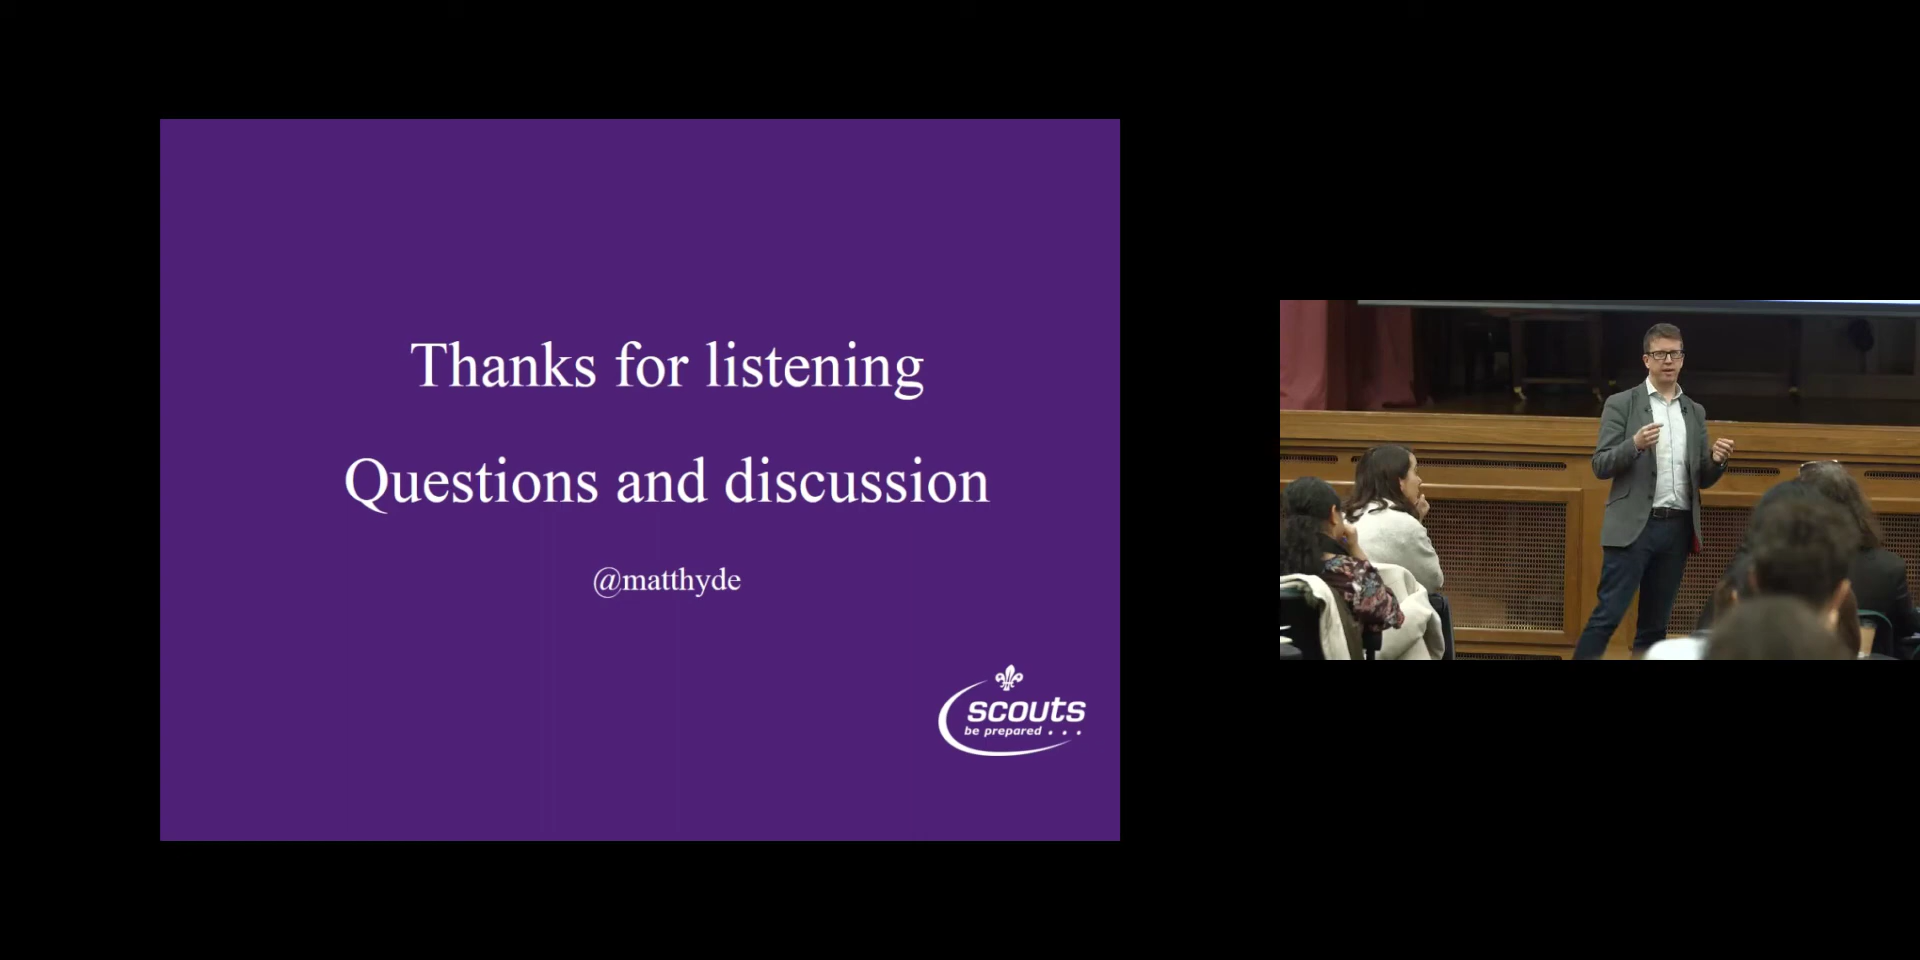 Thanks for listening
Questions and discussion
@matthyde
scouts
be prepared . . .